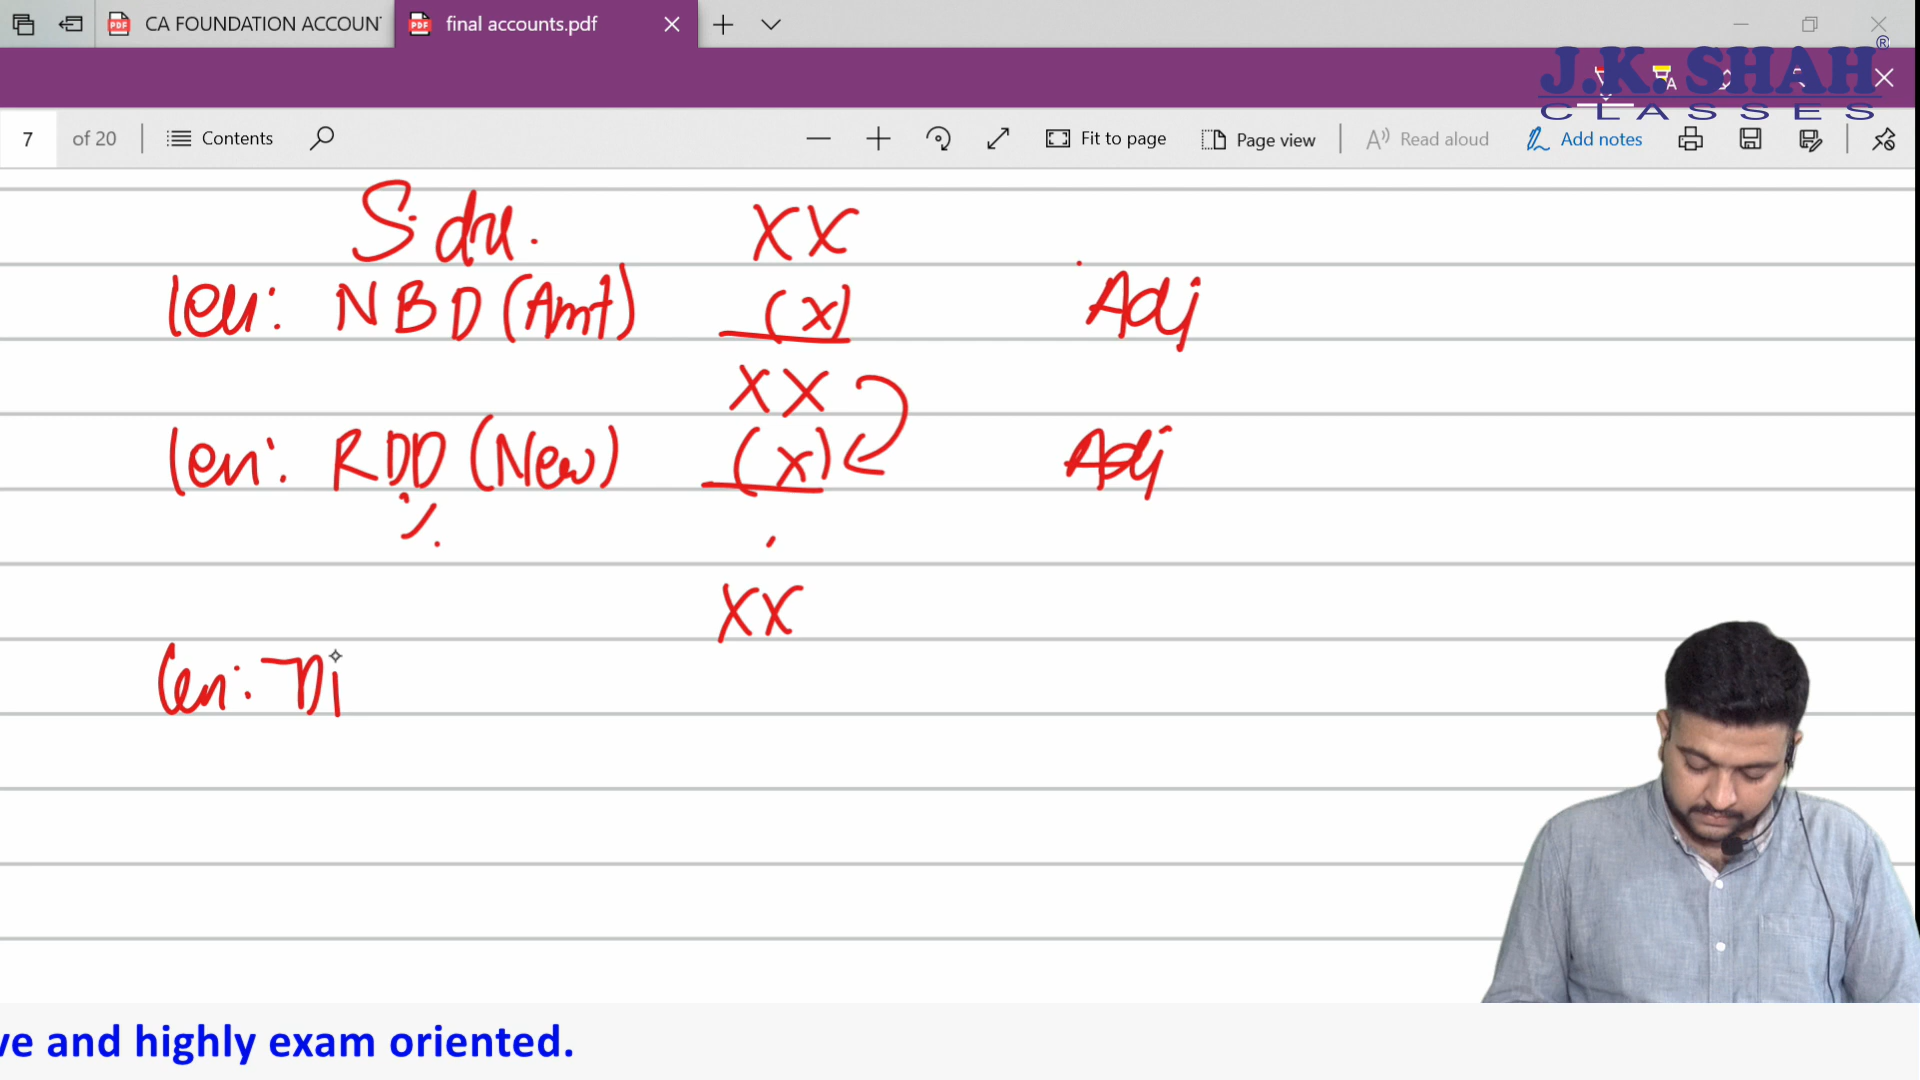 CA FOUNDATION ACCOUN
final accounts.pdf
J.K. SHAH®
CLASSES
7 of 20
Contents
Fit to page
Page view
Read aloud
Add notes
S. dr. XX
Less: NBD (Amt) (X) Adj
XX
Less: RDD (New) (X) Adj
%
XX
Less: Di
ve and highly exam oriented.